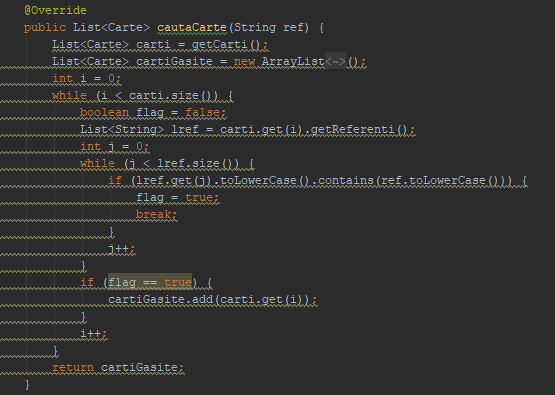 @Override
public List<Carte> cautaCarte(String ref) {
List<Carte> carti = getCarti();
List<Carte> cartiGasite = new ArrayList<~>();
int i = 0;
while (i < carti.size()) {
boolean flag = false;
List<String> lref = carti.get(i).getReferenti();
int j = 0;
while (j < lref.size()) {
if (lref.get(j).toLowerCase().contains(ref.toLowerCase())) {
flag = true;
break;
}
j++;
}
if (flag == true) {
cartiGasite.add(carti.get(i));
}
i++;
}
return cartiGasite;
}